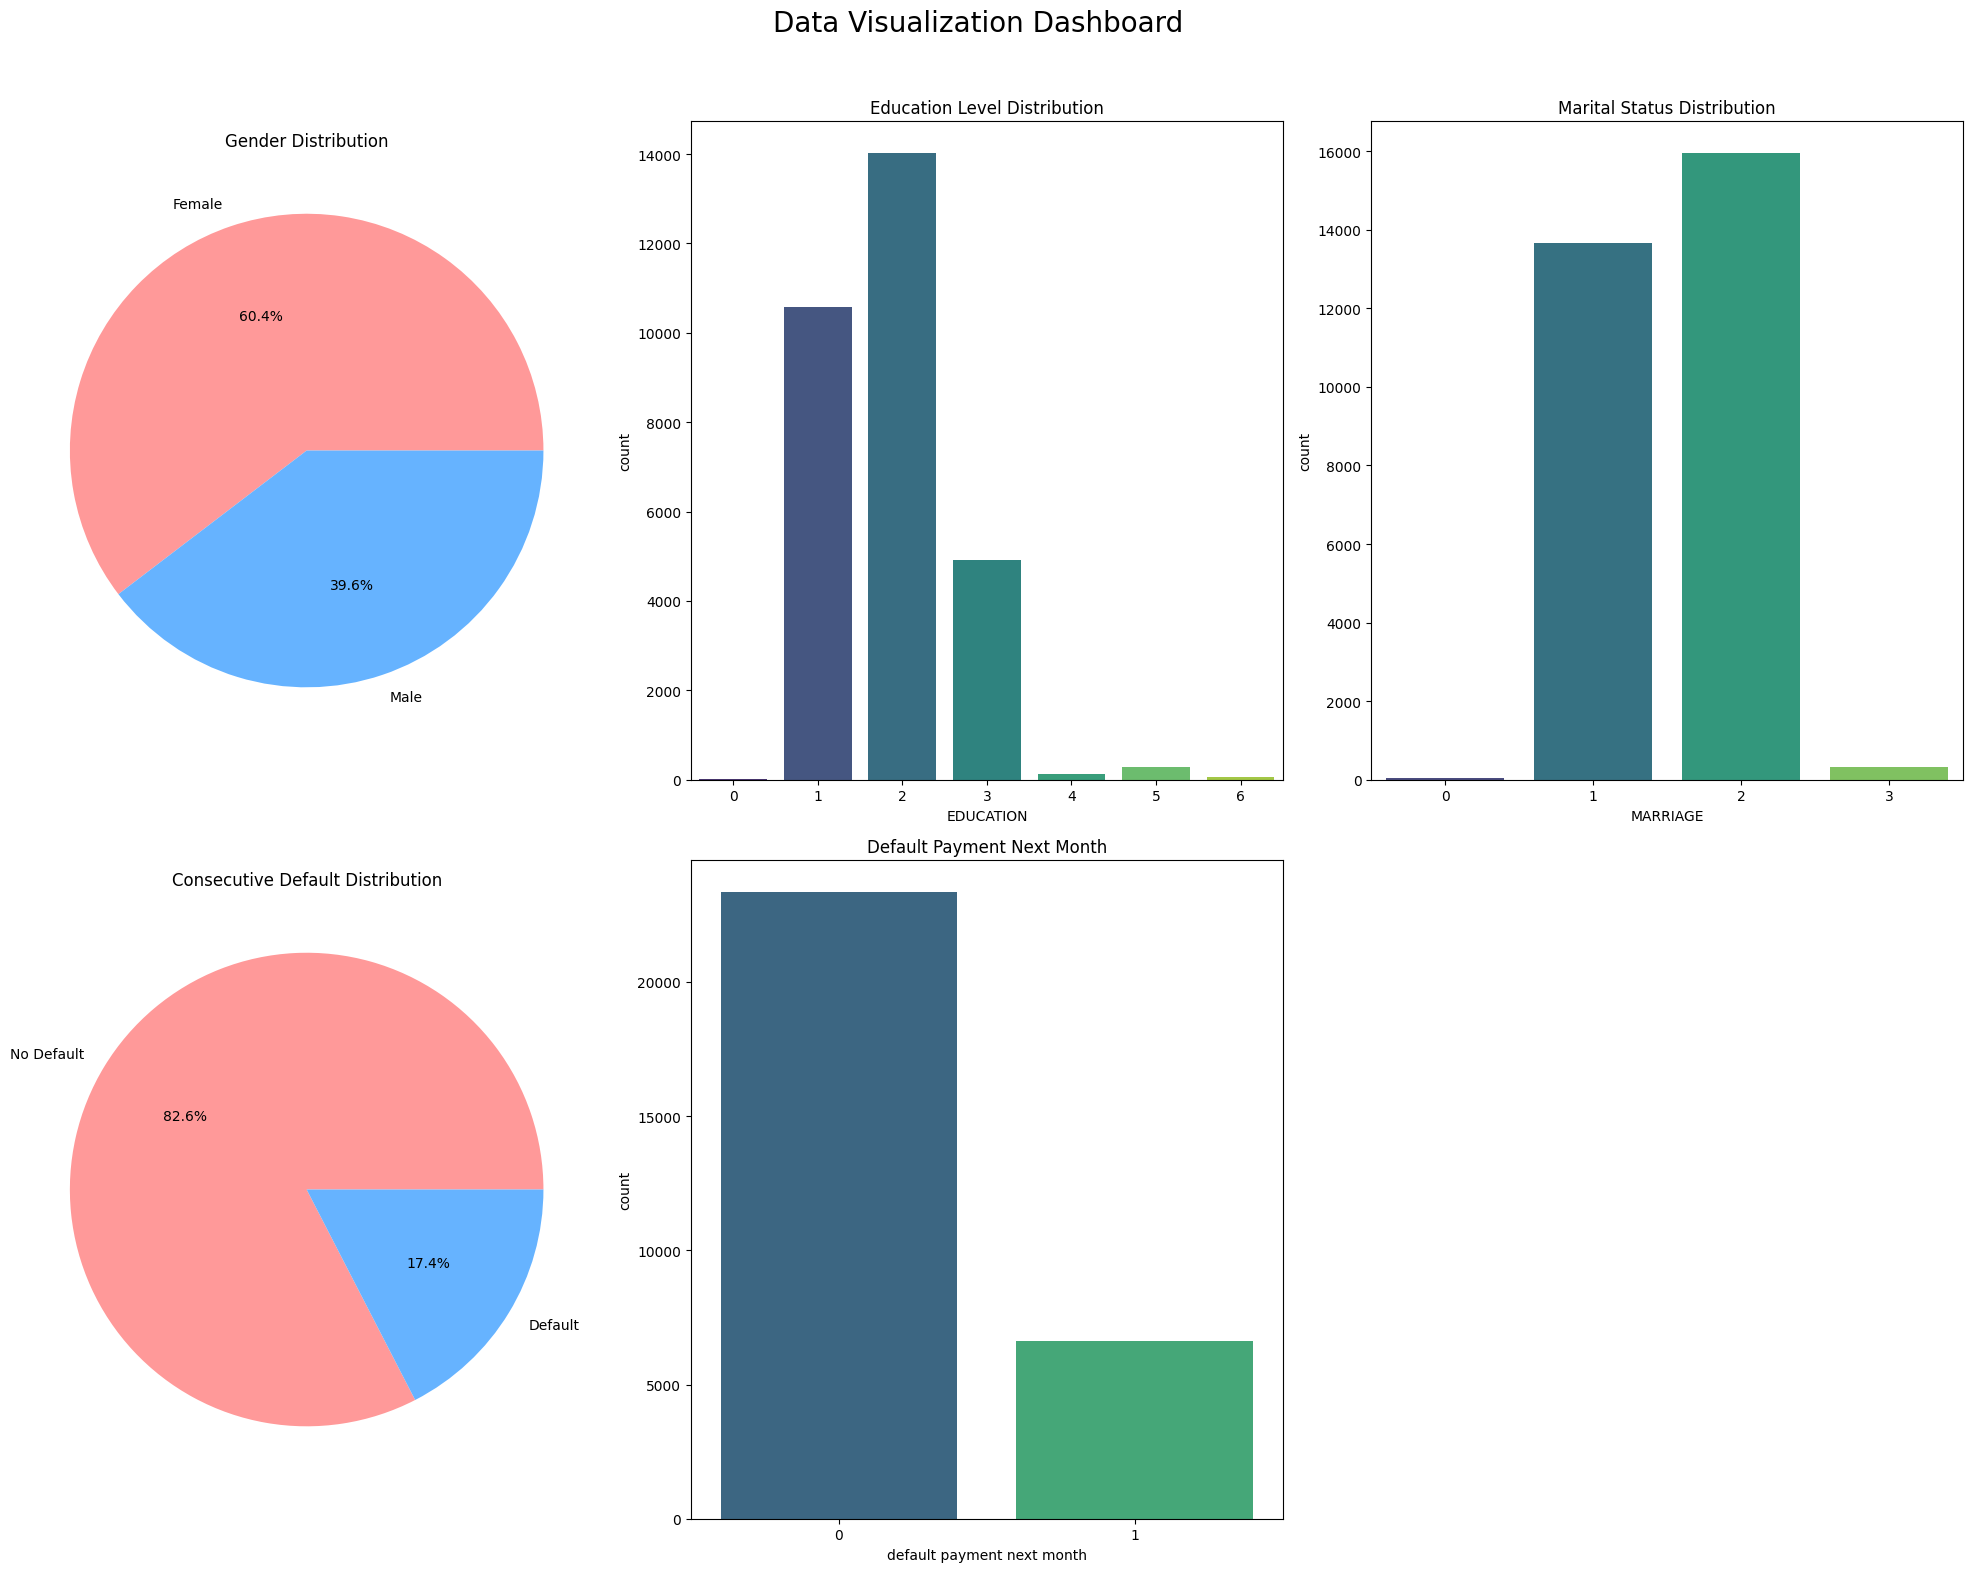 Data Visualization Dashboard
Gender Distribution
Female
60.4%
39.6%
Male
Education Level Distribution
14000
12000
10000
8000
6000
4000
2000
0
count
0 1 2 3 4 5 6
EDUCATION
Marital Status Distribution
16000
14000
12000
10000
8000
6000
4000
2000
0
count
0 1 2 3
MARRIAGE
Consecutive Default Distribution
No Default
82.6%
17.4%
Default
Default Payment Next Month
20000
15000
10000
5000
0
count
0 1
default payment next month